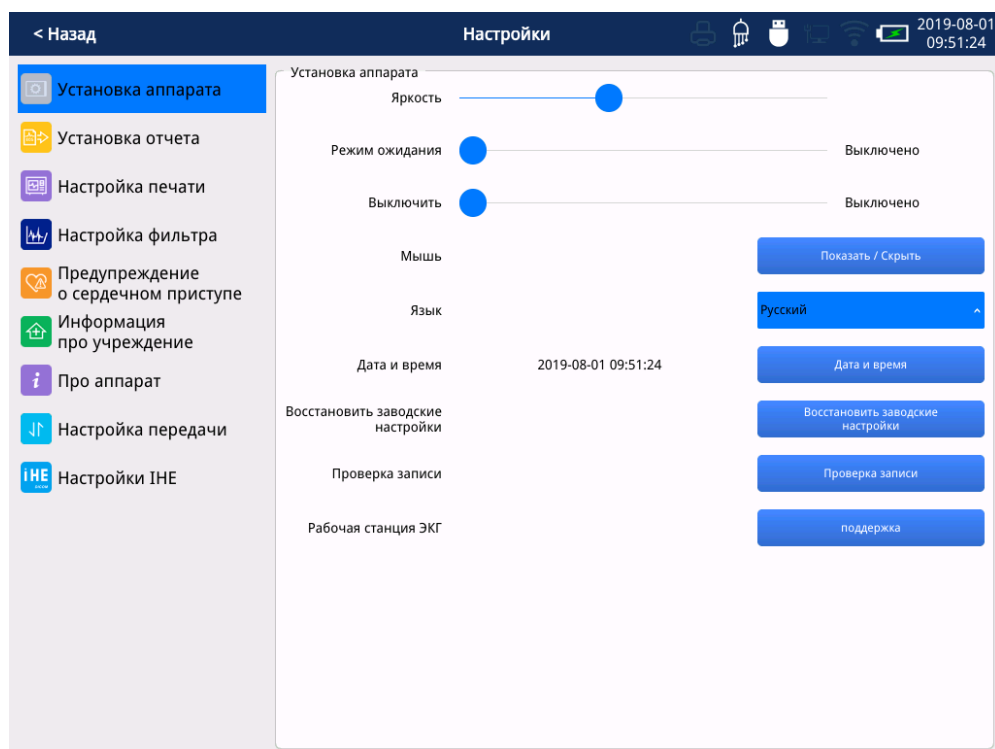 < Назад
Настройки
2019-08-01
09:51:24
Установка аппарата
Установка отчета
Настройка печати
Настройка фильтра
Предупреждение
о сердечном приступе
Информация
про учреждение
Про аппарат
Настройка передачи
iHE
Настройки IHE
Установка аппарата
Яркость
Режим ожидания
Выключено
Выключить
Выключено
Мышь
Показать / Скрыть
Язык
Русский
Дата и время
2019-08-01 09:51:24
Дата и время
Восстановить заводские
настройки
Восстановить заводские
настройки
Проверка записи
Проверка записи
Рабочая станция ЭКГ
поддержка